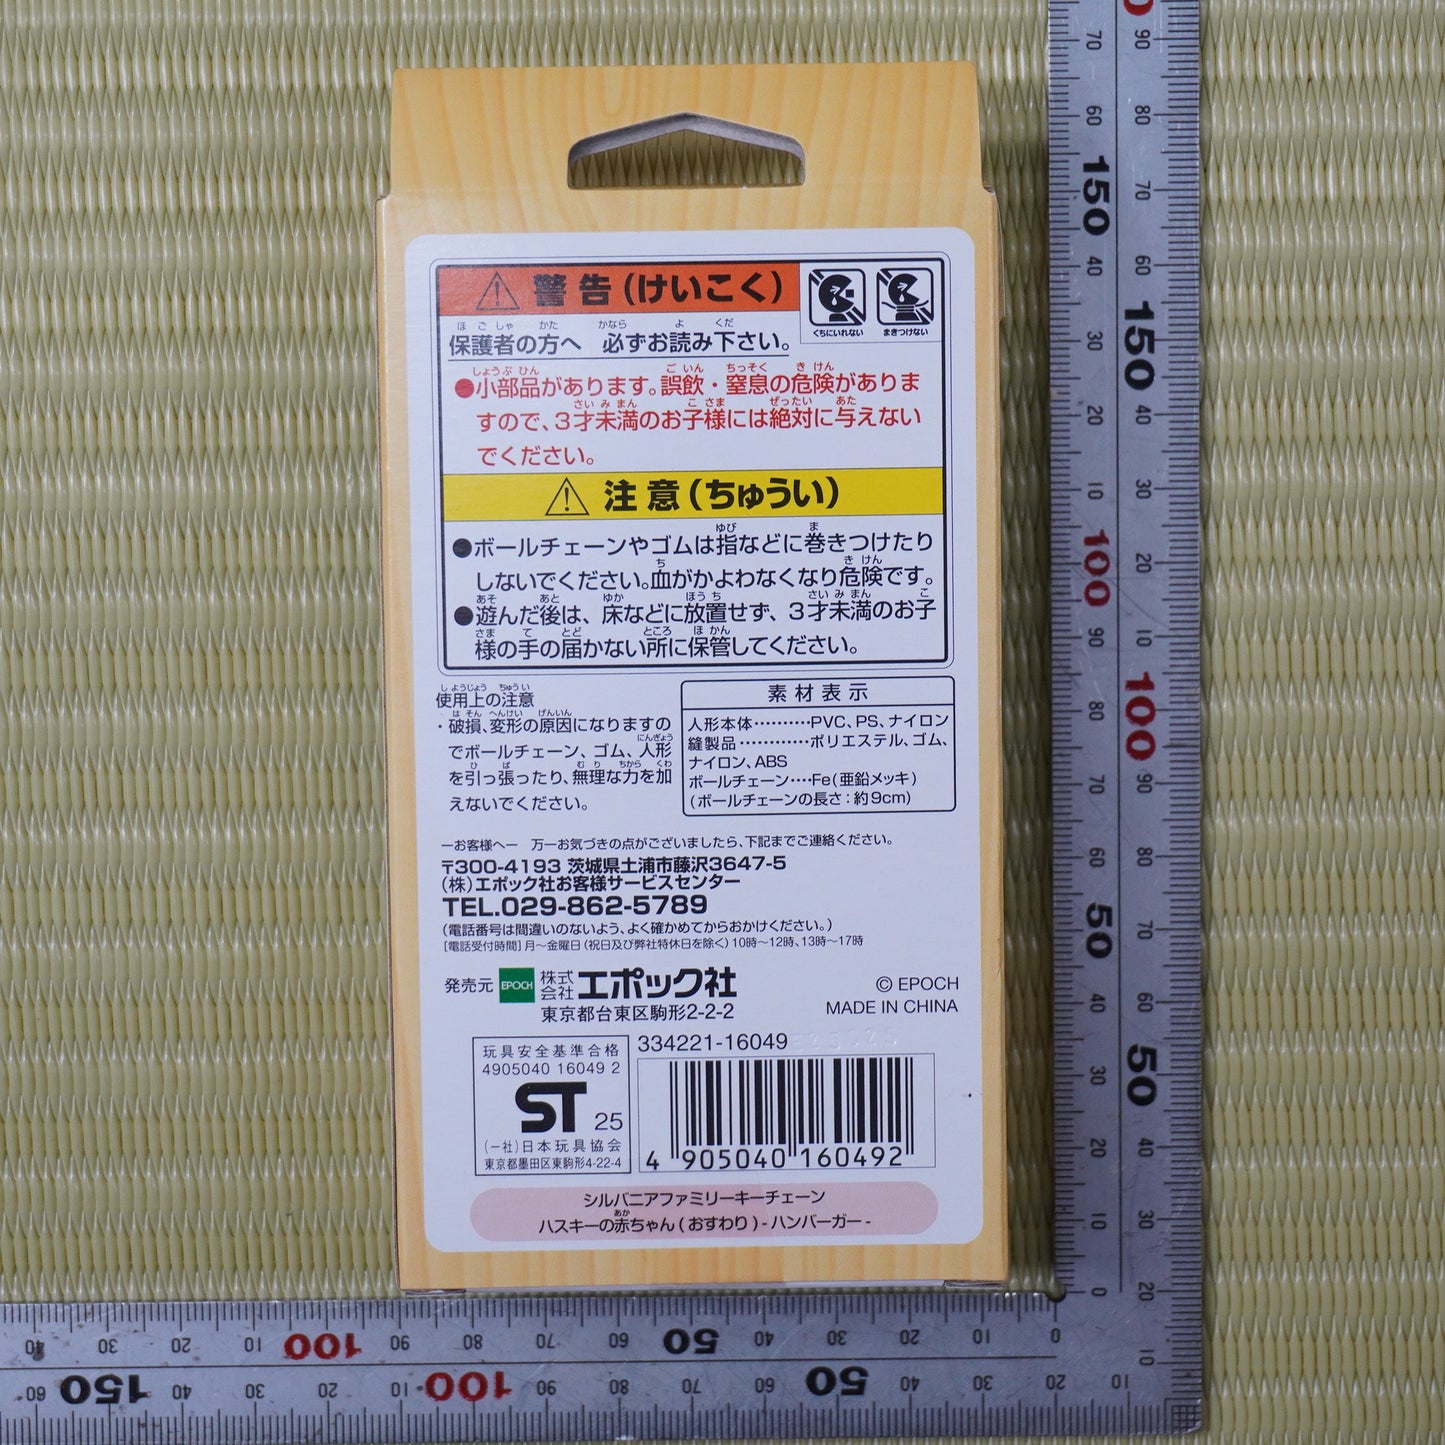 警告(けいこく)
くちにいれない
まきつけない
保護者の方へ 必ずお読み下さい。
●小部品があります。誤飲・窒息の危険がありま
すので、3才未満のお子様には絶対に与えない
でください。
注意(ちゅうい)
●ボールチェーンやゴムは指などに巻きつけたり
しないでください。血がかよわなくなり危険です。
●遊んだ後は、床などに放置せず、3才未満のお子
様の手の届かない所に保管してください。
使用上の注意
・破損、変形の原因になりますの
でボールチェーン、ゴム、人形
を引っ張ったり、無理な力を加
えないでください。
素材表示
人形本体‥‥‥‥‥PVC、PS、ナイロン
縫製品‥‥‥‥‥‥ポリエステル、ゴム、
ナイロン、ABS
ボールチェーン‥‥Fe(亜鉛メッキ)
(ボールチェーンの長さ：約9cm)
ーお客様へー 万一お気づきの点がございましたら、下記までご連絡ください。
〒300-4193 茨城県土浦市藤沢3647-5
(株)エポック社お客様サービスセンター
TEL.029-862-5789
(電話番号は間違いのないよう、よく確かめてからおかけください。)
[電話受付時間]月〜金曜日(祝日及び弊社特休日を除く)10時〜12時、13時〜17時
発売元 EPOCH 株式会社 エポック社
東京都台東区駒形2-2-2
© EPOCH
MADE IN CHINA
玩具安全基準合格
4905040 16049 2
ST 25
(一社)日本玩具協会
東京都墨田区東駒形4-22-4
334221-16049
4 905040 160492
シルバニアファミリーキーチェーン
ハスキーの赤ちゃん(おすわり)-ハンバーガー-